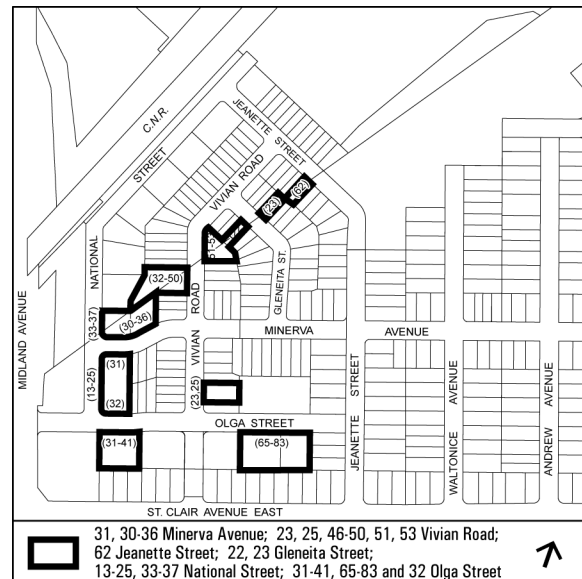 C.N.R.
NATIONAL STREET
JEANETTE STREET
VIVIAN ROAD
(62)
(23)
51-5
(32-50)
GLENEITA ST.
NATIONAL
(33-37)
(30-36)
ROAD
MIDLAND AVENUE
MINERVA AVENUE
VIVIAN
(31)
(13-25)
(32)
(23,25)
JEANETTE STREET
WALTONICE AVENUE
ANDREW AVENUE
OLGA STREET
(31-41)
(65-83)
ST. CLAIR AVENUE EAST
31, 30-36 Minerva Avenue; 23, 25, 46-50, 51, 53 Vivian Road;
62 Jeanette Street; 22, 23 Gleneita Street;
13-25, 33-37 National Street; 31-41, 65-83 and 32 Olga Street